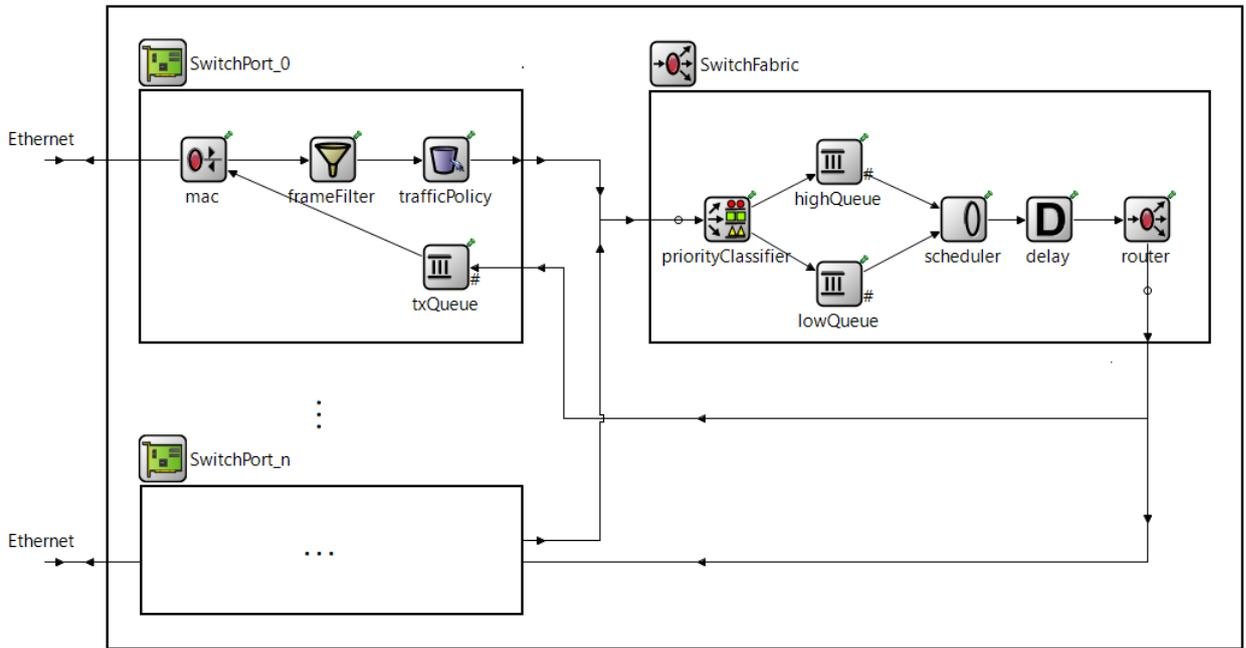 SwitchPort_0
SwitchFabric
Ethernet
mac
frameFilter
trafficPolicy
highQueue
#
priorityClassifier
scheduler
D
delay
router
txQueue
#
lowQueue
#
SwitchPort_n
Ethernet
...